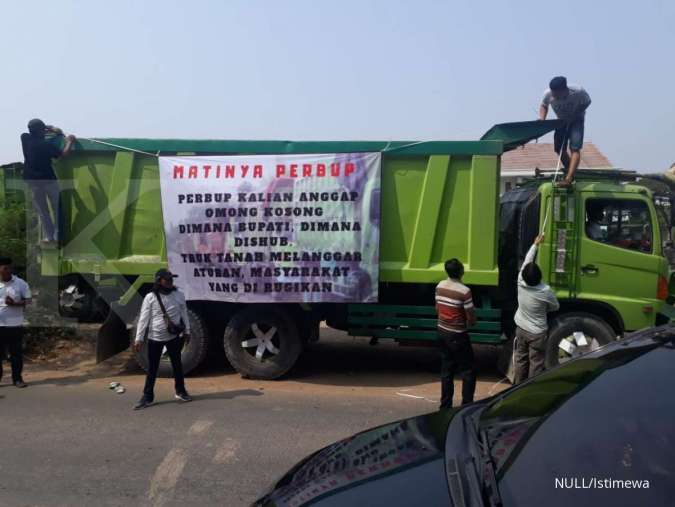 MATINYA PERBUP
PERBUP KALIAN ANGGAP
OMONG KOSONG
DIMANA BUPATI, DIMANA
DISHUB.
TRUK TANAH MELANGGAR
ATURAN, MASYARAKAT
YANG DI RUGIKAN
NULL/Istimewa